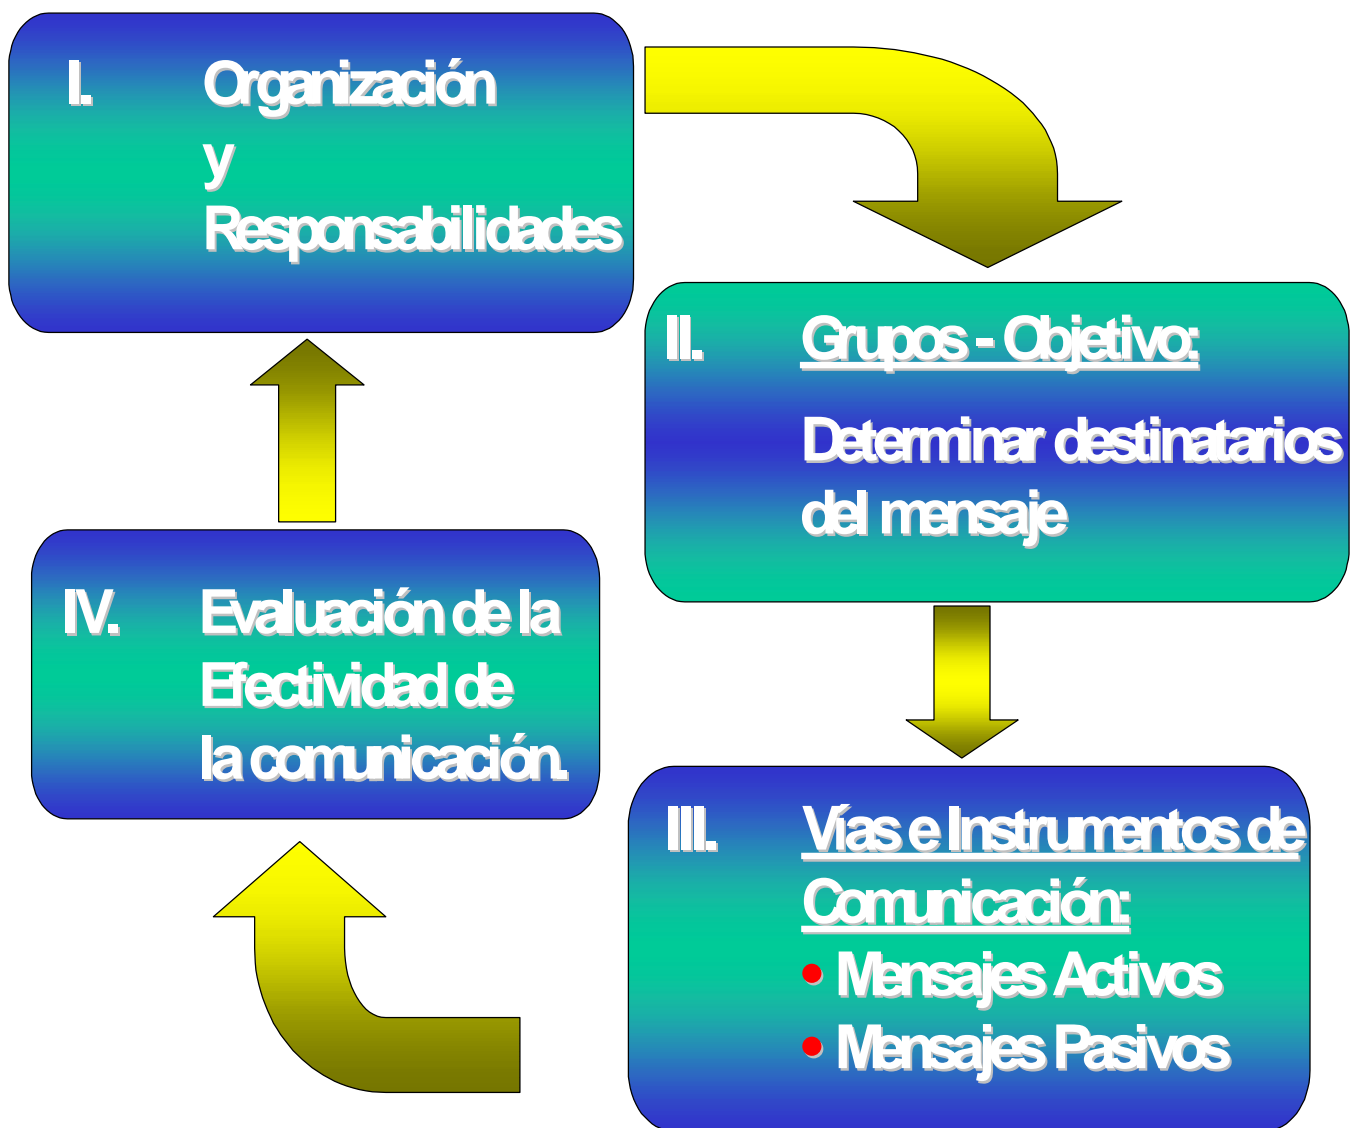 I. Organización
y
Responsabilidades
II. Grupos - Objetivo:
Determinar destinatarios
del mensaje
III. Vías e Instrumentos de
Comunicación:
• Mensajes Activos
• Mensajes Pasivos
IV. Evaluación de la
Efectividad de
la comunicación.